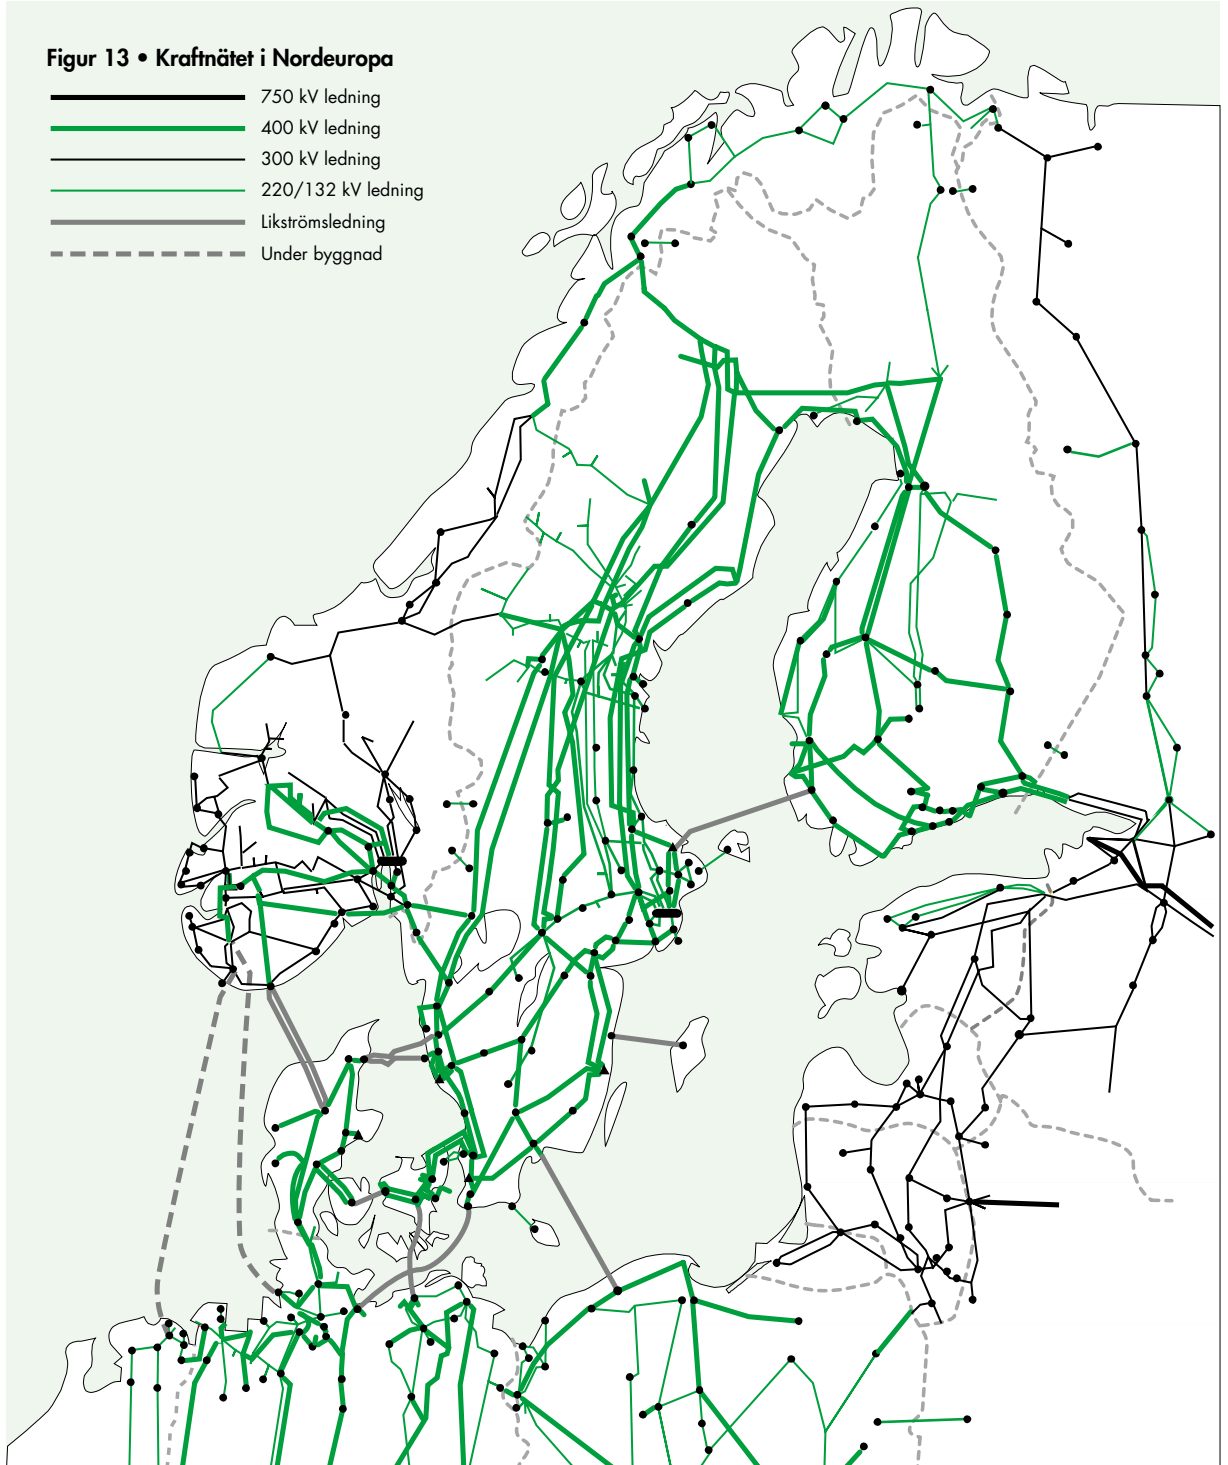 Figur 13 • Kraftnätet i Nordeuropa
750 kV ledning
400 kV ledning
300 kV ledning
220/132 kV ledning
Likströmsledning
Under byggnad